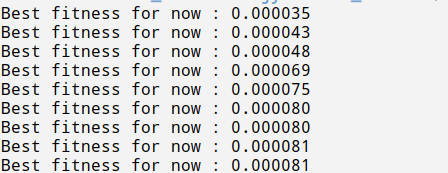 Best fitness for now : 0.000035
Best fitness for now : 0.000043
Best fitness for now : 0.000048
Best fitness for now : 0.000069
Best fitness for now : 0.000075
Best fitness for now : 0.000080
Best fitness for now : 0.000080
Best fitness for now : 0.000081
Best fitness for now : 0.000081